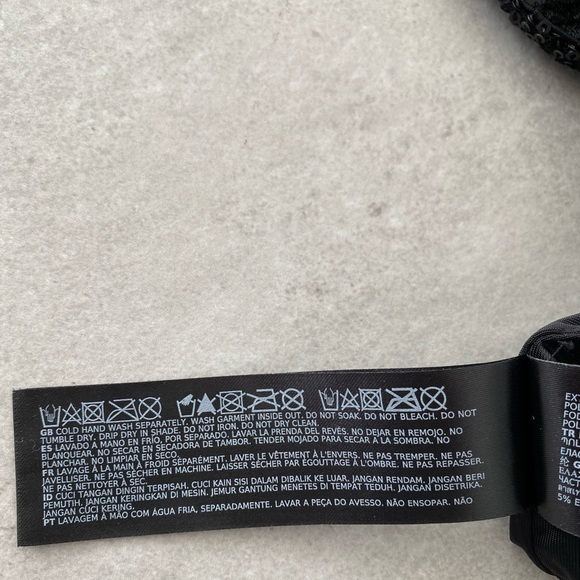 GB COLD HAND WASH SEPARATELY. WASH GARMENT INSIDE OUT. DO NOT SOAK. DO NOT BLEACH. DO NOT
TUMBLE DRY. DRIP DRY IN SHADE. DO NOT IRON. DO NOT DRY CLEAN.
ES LAVADO A MANO EN FRÍO, POR SEPARADO. LAVAR LA PRENDA DEL REVÉS. NO DEJAR EN REMOJO. NO
BLANQUEAR. NO SECAR EN SECADORA DE TAMBOR. TENDER MOJADO PARA SECAR A LA SOMBRA. NO
PLANCHAR. NO LIMPIAR EN SECO.
FR LAVAGE À LA MAIN À FROID SÉPARÉMENT. LAVER LE VÊTEMENT À L'ENVERS. NE PAS TREMPER. NE PAS
JAVELLISER. NE PAS SÉCHER EN MACHINE. LAISSER SÉCHER PAR ÉGOUTTAGE À L'OMBRE. NE PAS REPASSER.
NE PAS NETTOYER À SEC.
ID CUCI TANGAN DINGIN TERPISAH. CUCI KAIN SISI DALAM DIBALIK KE LUAR. JANGAN RENDAM. JANGAN BERI
PEMUTIH. JANGAN KERINGKAN DI MESIN. JEMUR GANTUNG MENETES DI TEMPAT TEDUH. JANGAN DISETRIKA.
JANGAN CUCI KERING.
PT LAVAGEM À MÃO COM ÁGUA FRIA, SEPARADAMENTE. LAVAR A PEÇA DO AVESSO. NÃO ENSOPAR. NÃO
EXT
TR
5% E